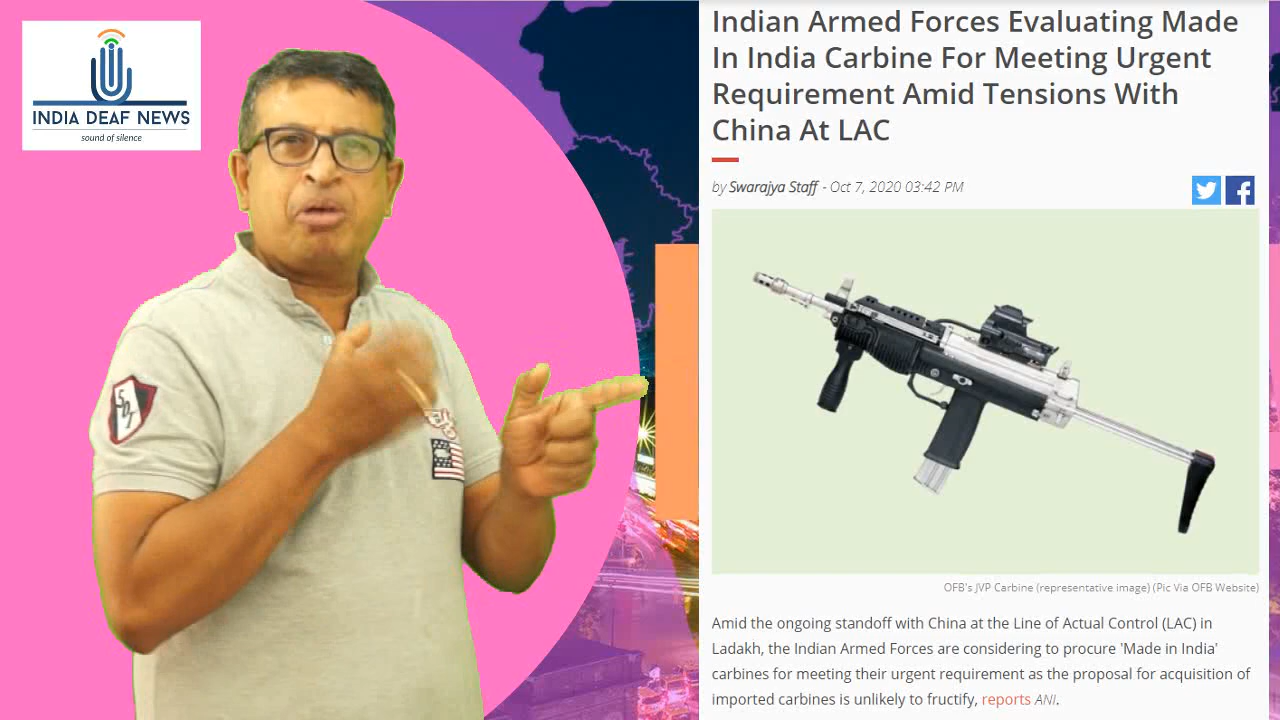 INDIA DEAF NEWS
sound of silence
SDT
Indian Armed Forces Evaluating Made
In India Carbine For Meeting Urgent
Requirement Amid Tensions With
China At LAC
by Swarajya Staff - Oct 7, 2020 03:42 PM
OFB's JVP Carbine (representative image) (Pic Via OFB Website)
Amid the ongoing standoff with China at the Line of Actual Control (LAC) in
Ladakh, the Indian Armed Forces are considering to procure 'Made in India'
carbines for meeting their urgent requirement as the proposal for acquisition of
imported carbines is unlikely to fructify, reports ANI.